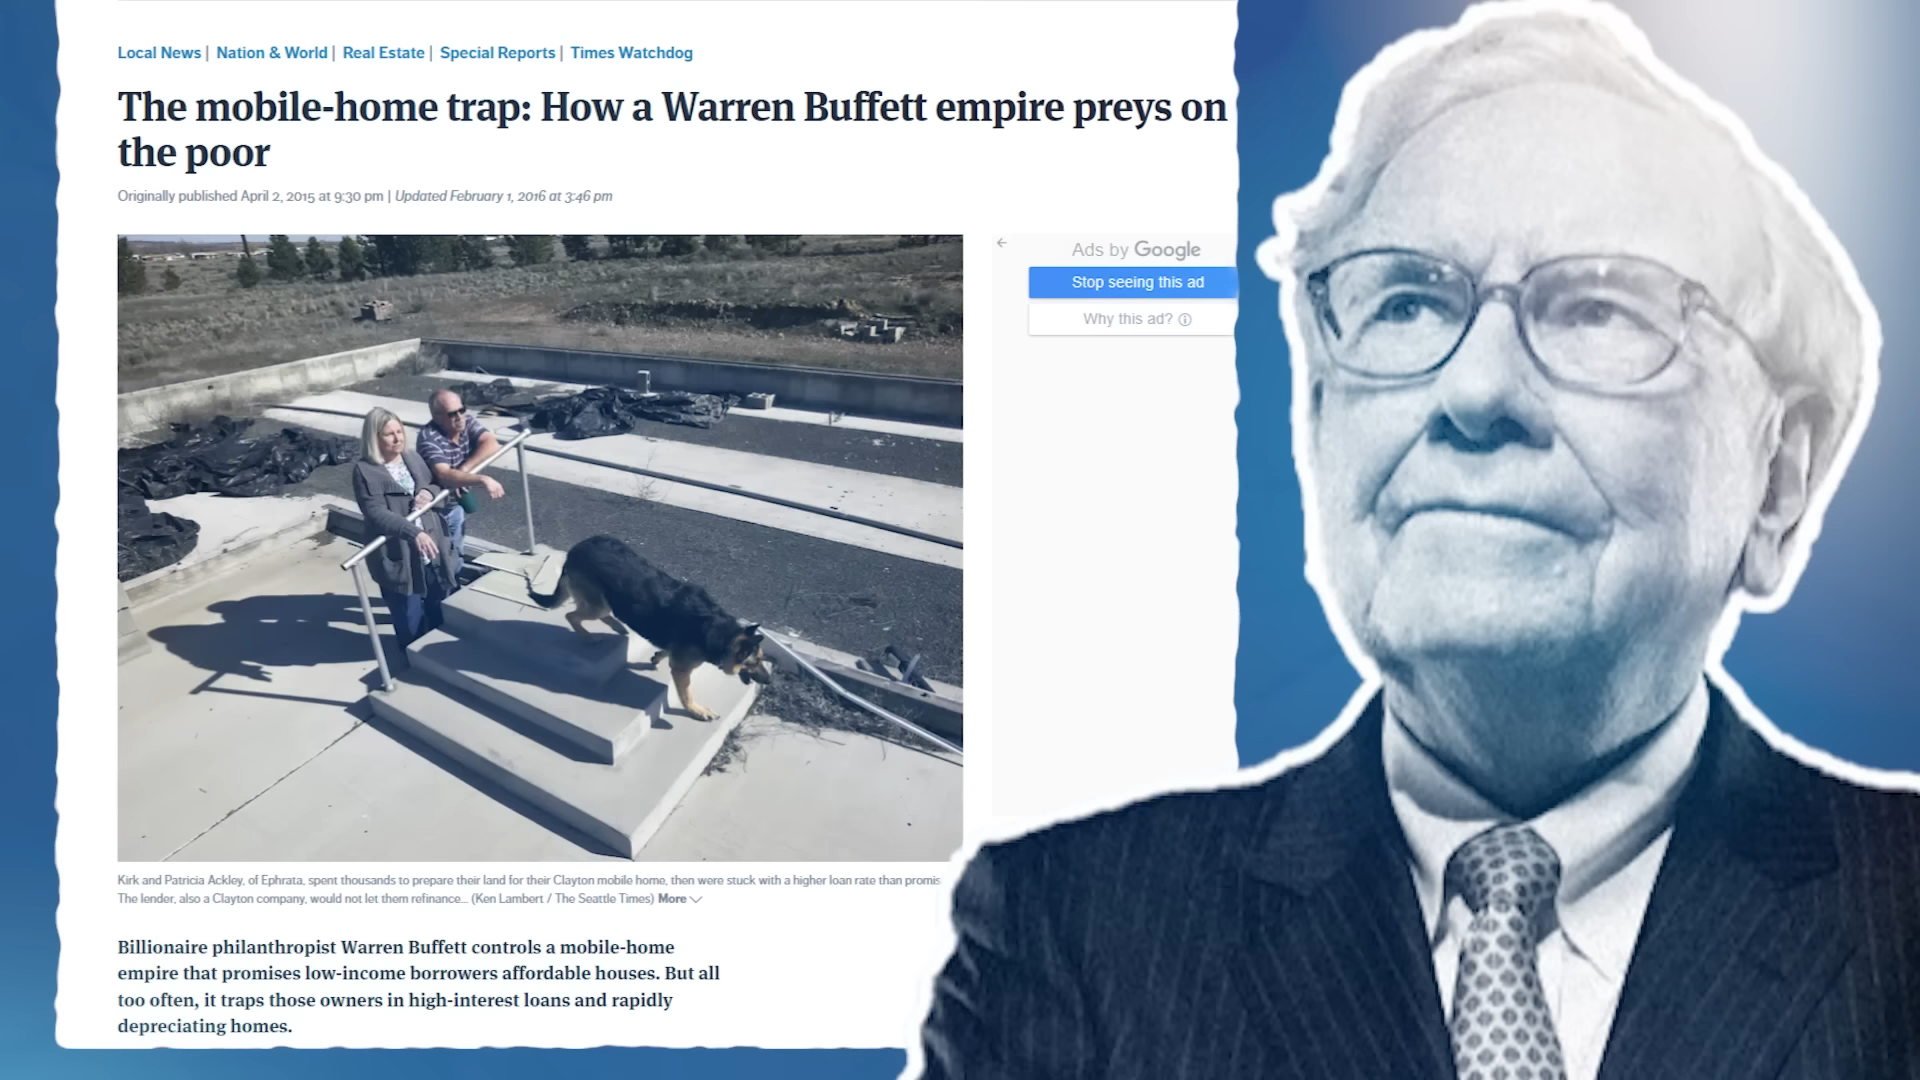 Local News | Nation & World | Real Estate | Special Reports | Times Watchdog
The mobile-home trap: How a Warren Buffett empire preys on
the poor
Originally published April 2, 2015 at 9:30 pm | Updated February 1, 2016 at 3:46 pm
Ads by Google
Stop seeing this ad
Why this ad?
Kirk and Patricia Ackley, of Ephrata, spent thousands to prepare their land for their Clayton mobile home, then were stuck with a higher loan rate than promis
The lender, also a Clayton company, would not let them refinance... (Ken Lambert / The Seattle Times) More
Billionaire philanthropist Warren Buffett controls a mobile-home
empire that promises low-income borrowers affordable houses. But all
too often, it traps those owners in high-interest loans and rapidly
depreciating homes.